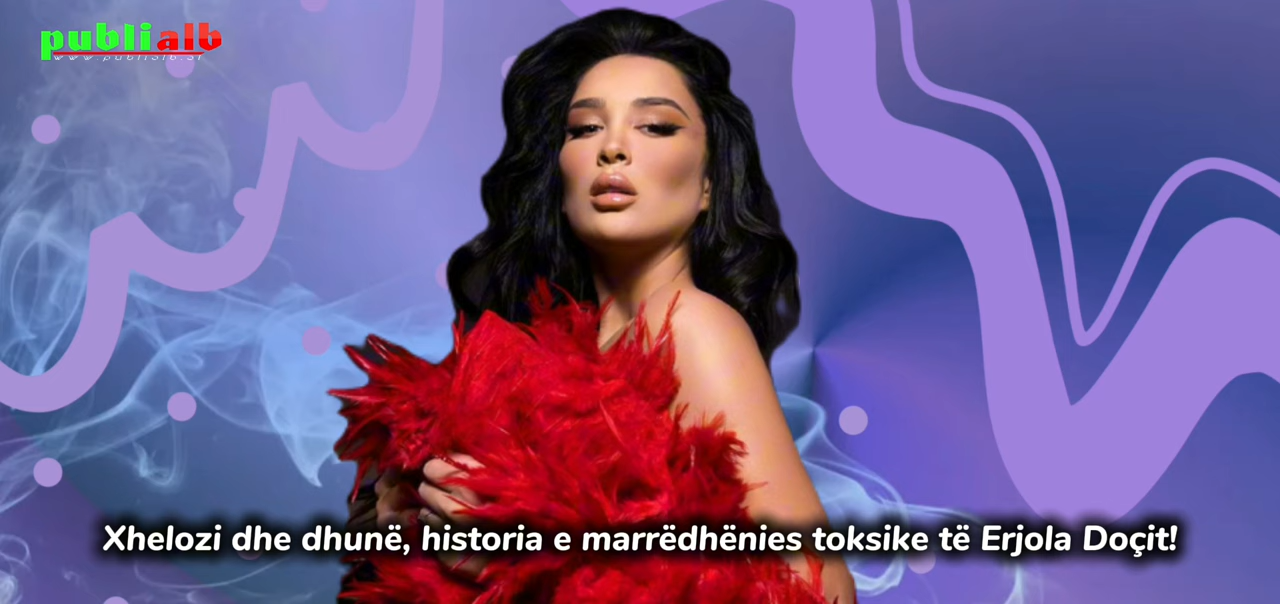 publialb
www.publialb.al
Xhelozi dhe dhunë, historia e marrëdhënies toksike të Erjola Doçit!